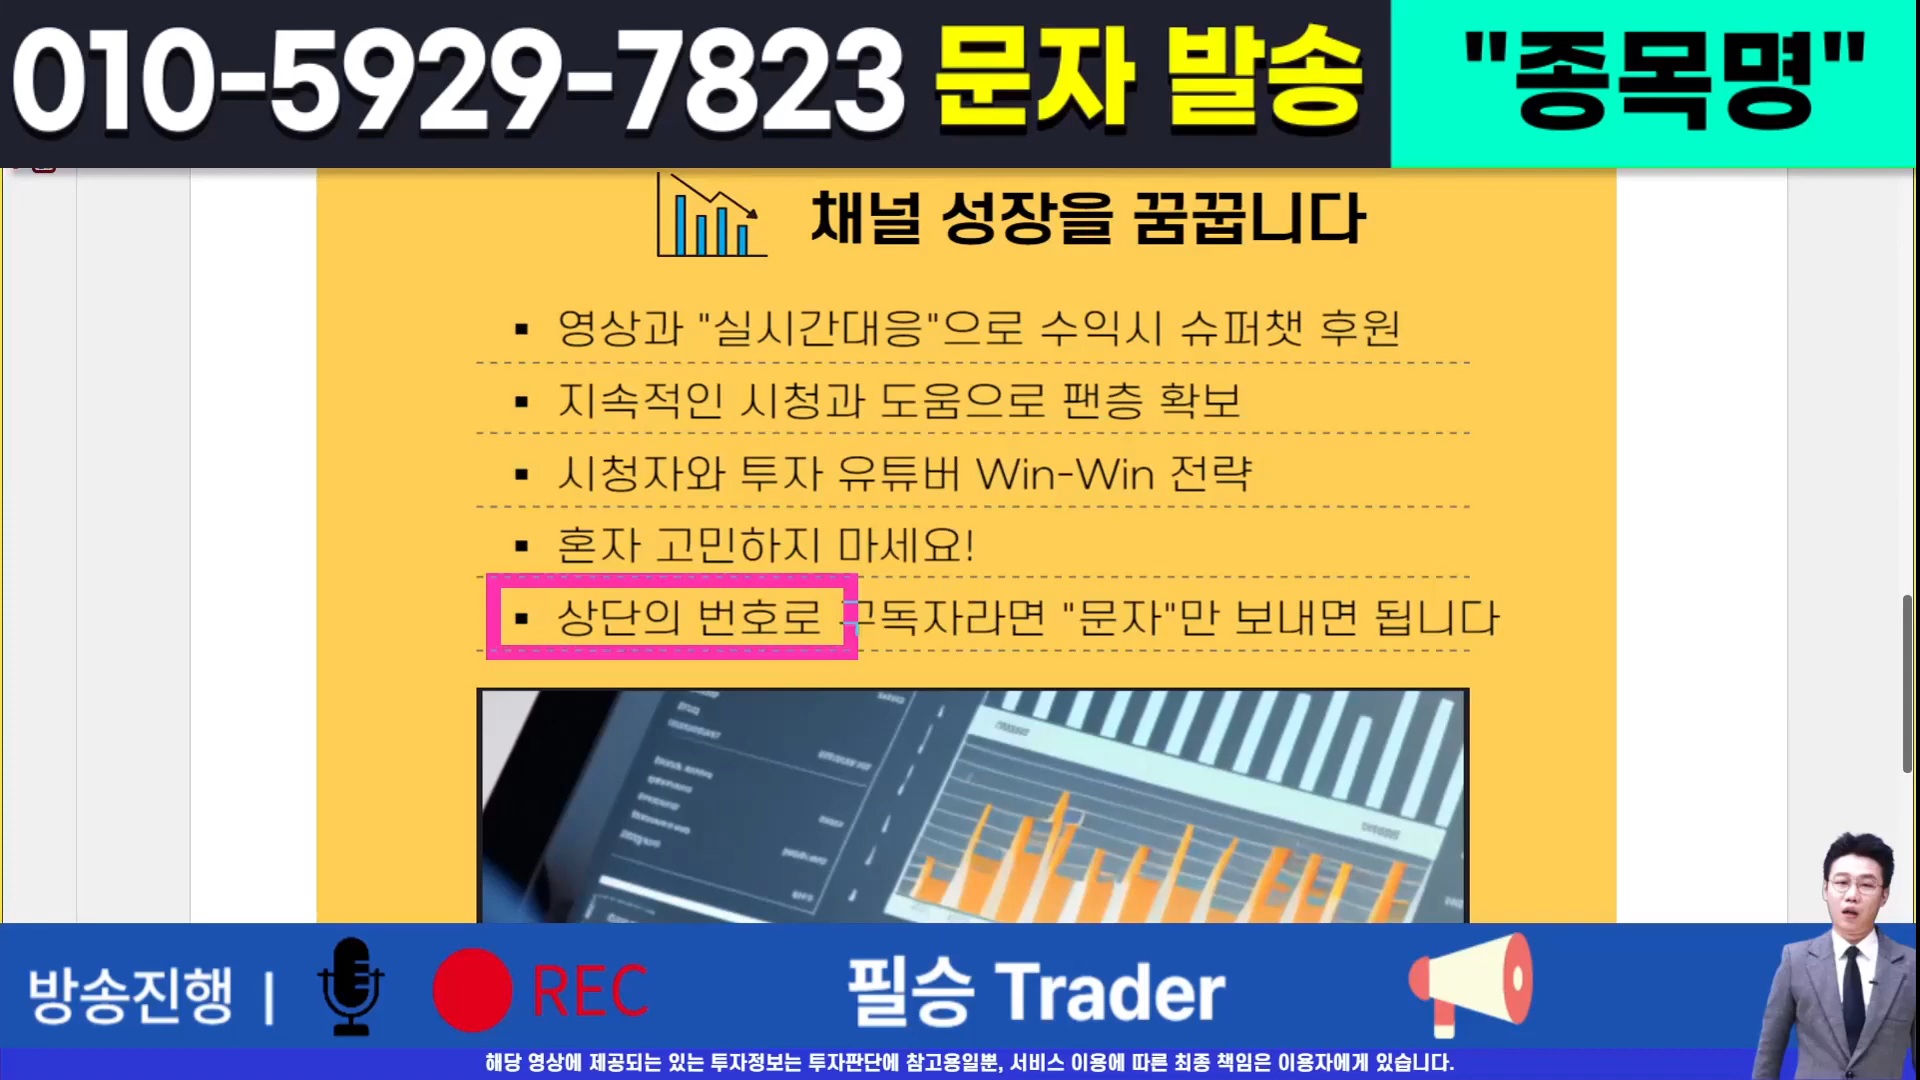 010-5929-7823 문자 발송 "종목명"
채널 성장을 꿈꿉니다
▪ 영상과 "실시간대응"으로 수익시 슈퍼챗 후원
▪ 지속적인 시청과 도움으로 팬층 확보
▪ 시청자와 투자 유튜버 Win-Win 전략
▪ 혼자 고민하지 마세요!
▪ 상단의 번호로 구독자라면 "문자"만 보내면 됩니다
방송진행 | REC 필승 Trader
해당 영상에 제공되는 있는 투자정보는 투자판단에 참고용일뿐, 서비스 이용에 따른 최종 책임은 이용자에게 있습니다.